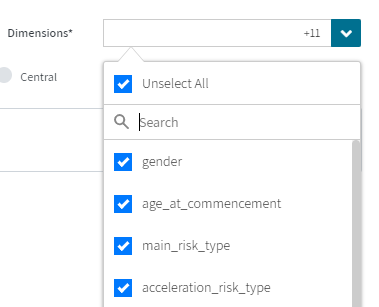 Dimensions* +11
Central
Unselect All
Search
gender
age_at_commencement
main_risk_type
acceleration_risk_type